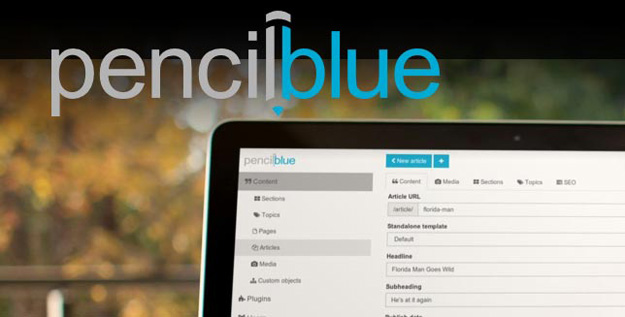 pencilblue
pencilblue
New article
Content
Content Media Sections Topics SEO
Article URL
Sections
/article/ florida-man
Topics
Standalone template
Pages
Default
Articles
Headline
Media
Florida Man Goes Wild
Custom objects
Subheading
Plugins
He's at it again